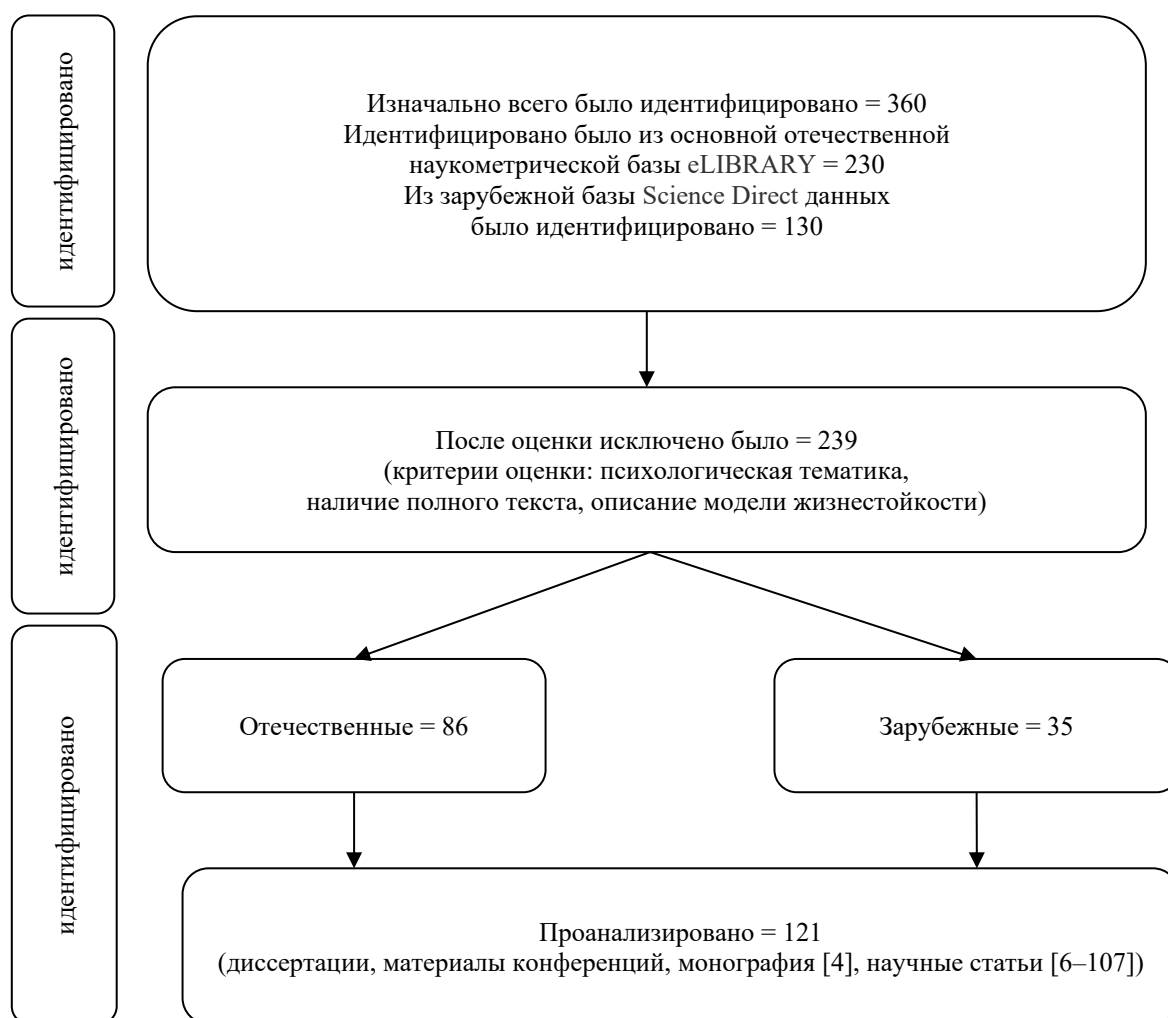 идентифицировано
Изначально всего было идентифицировано = 360
Идентифицировано было из основной отечественной
наукометрической базы eLIBRARY = 230
Из зарубежной базы Science Direct данных
было идентифицировано = 130
идентифицировано
После оценки исключено было = 239
(критерии оценки: психологическая тематика,
наличие полного текста, описание модели жизнестойкости)
идентифицировано
Отечественные = 86
Зарубежные = 35
Проанализировано = 121
(диссертации, материалы конференций, монография [4], научные статьи [6–107])